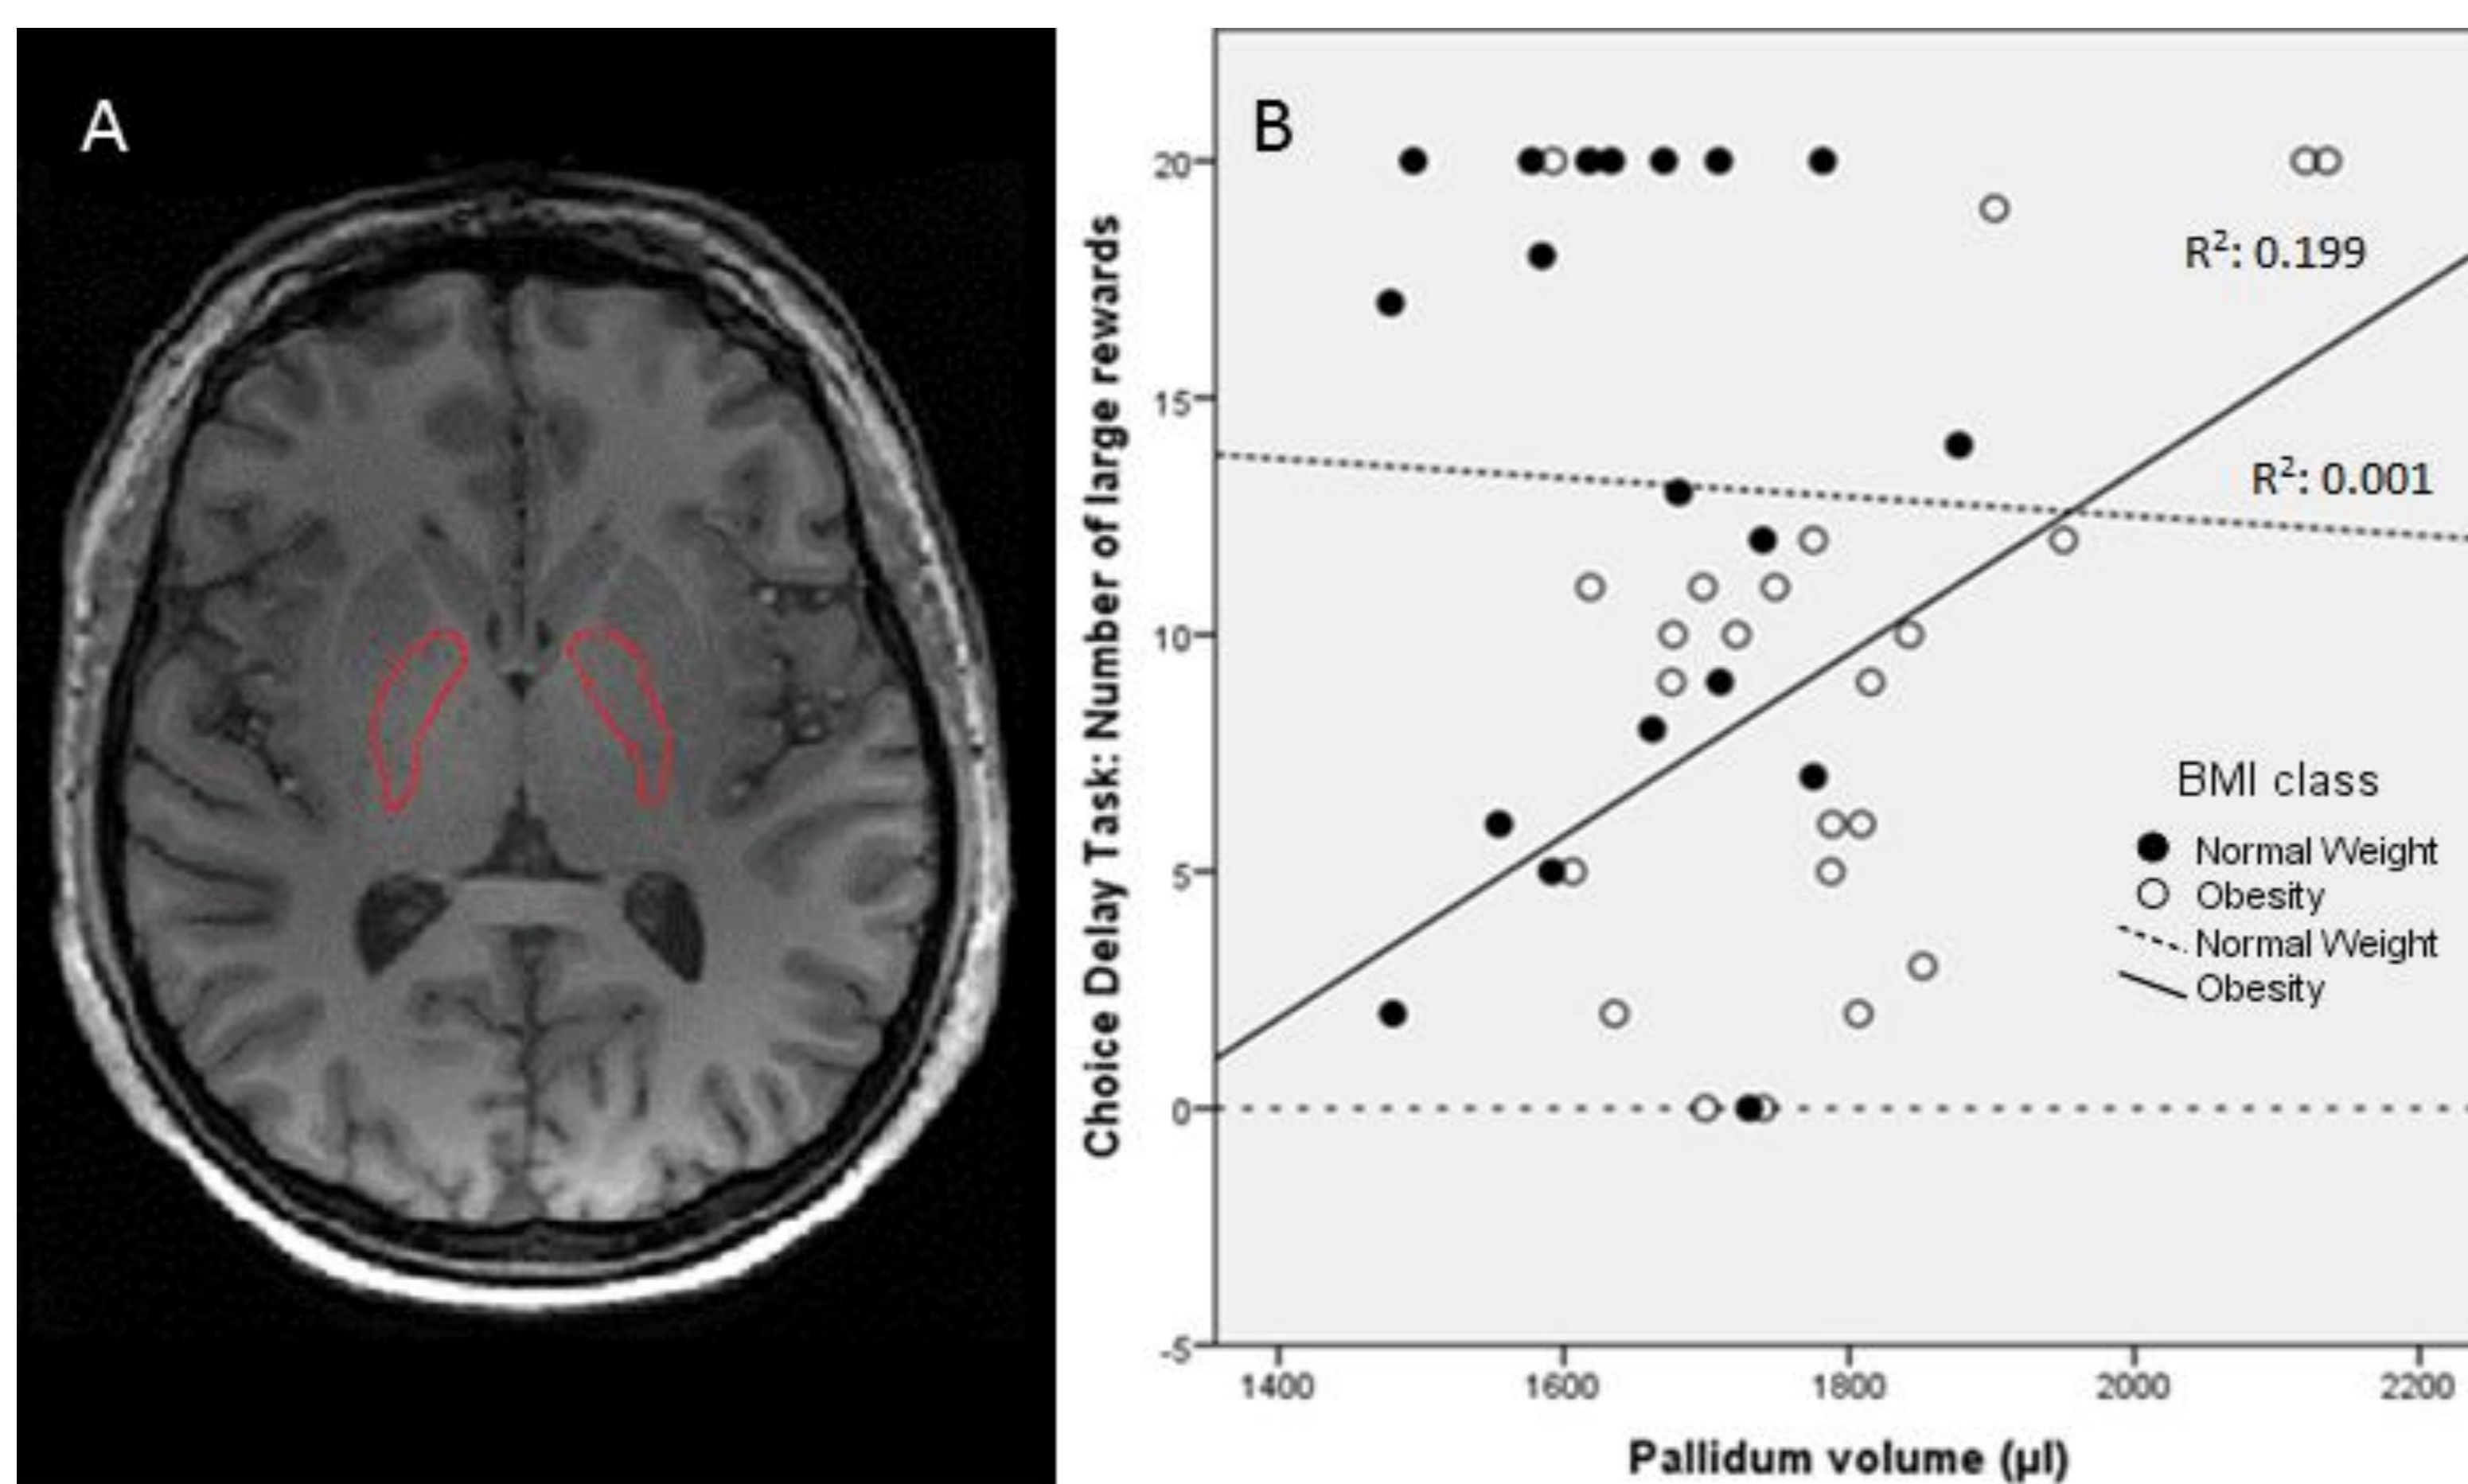 A
B
Choice Delay Task: Number of large rewards
20
15
10
5
0
-5
R²: 0.199
R²: 0.001
BMI class
Normal Weight
Obesity
Normal Weight
Obesity
1400
1600
1800
2000
2200
Pallidum volume (µl)